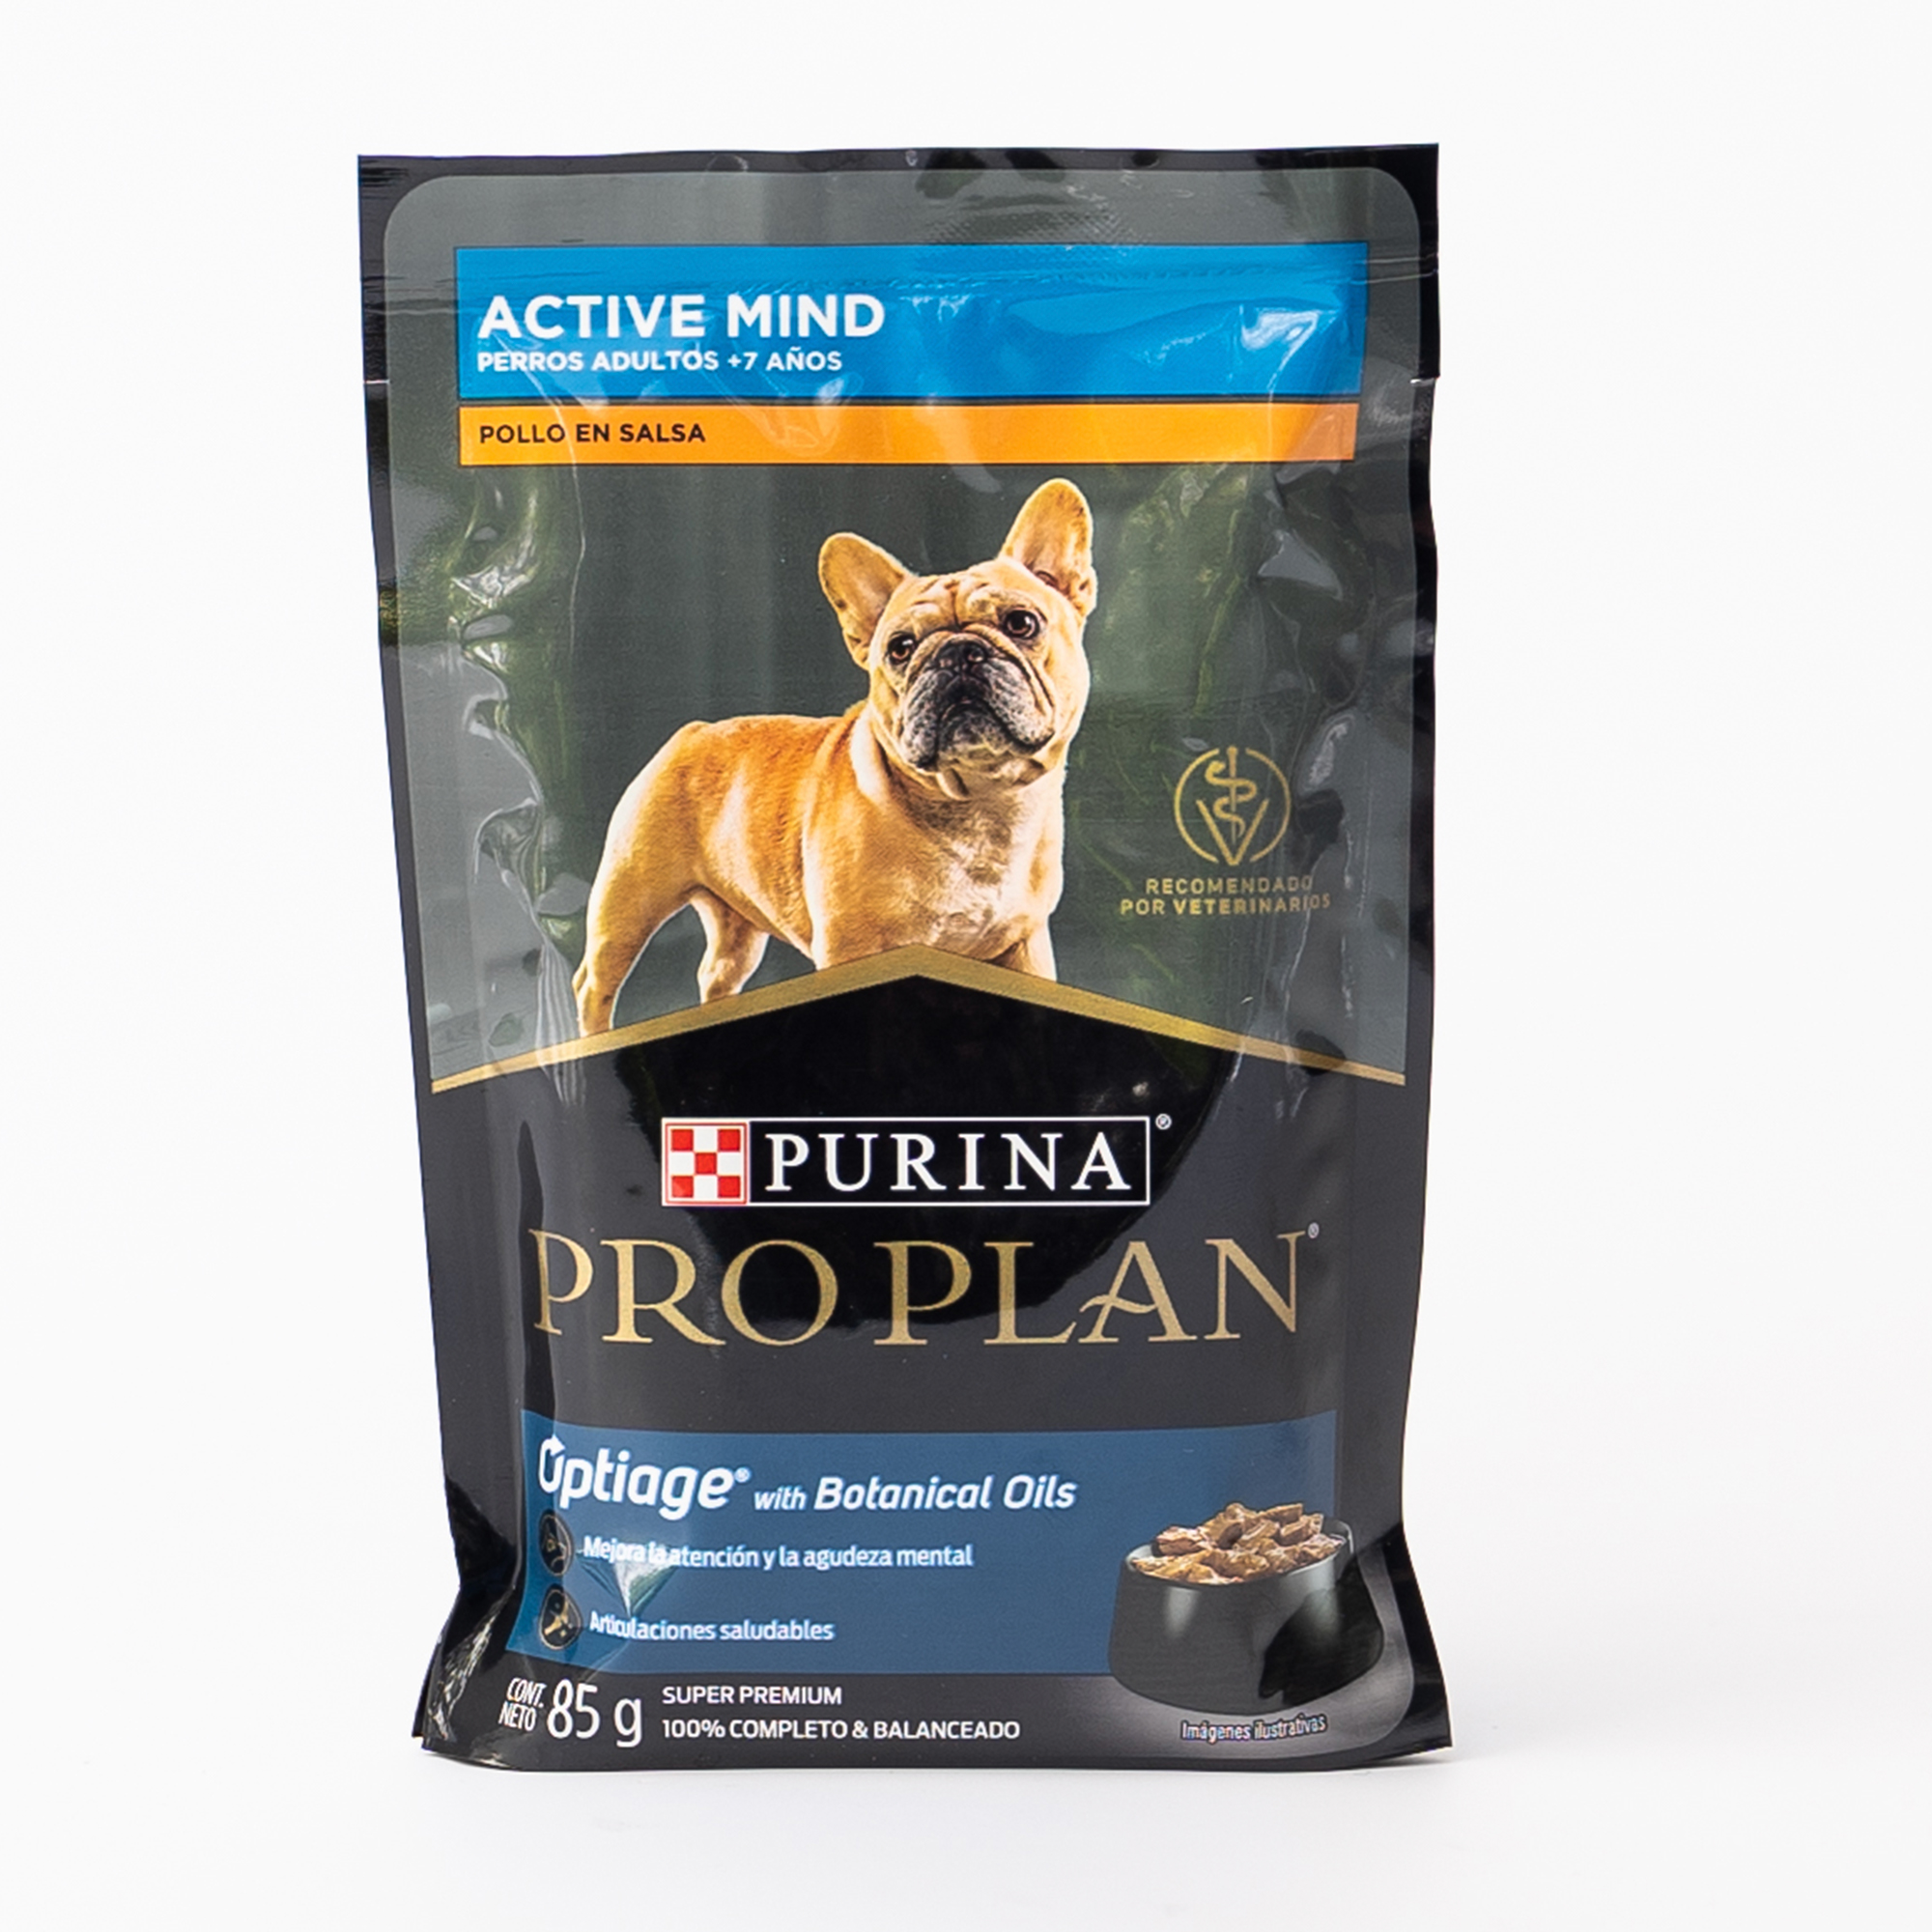 ACTIVE MIND
PERROS ADULTOS +7 AÑOS
POLLO EN SALSA
RECOMENDADO
POR VETERINARIOS
PURINA®
PRO PLAN®
Optiage® with Botanical Oils
Mejora la atención y la agudeza mental
Articulaciones saludables
CONT. NETO 85 g
SUPER PREMIUM
100% COMPLETO & BALANCEADO
Imágenes ilustrativas